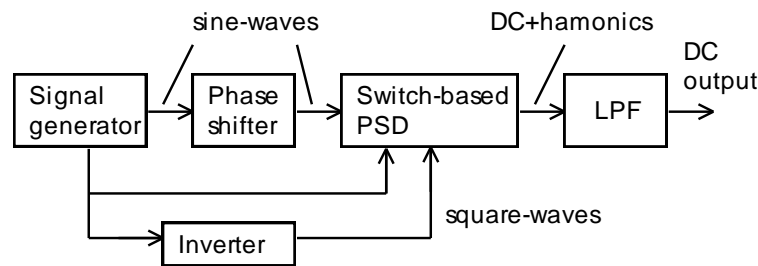 sine-waves
DC+hamonics
DC
output
Signal
generator
Phase
shifter
Switch-based
PSD
LPF
square-waves
Inverter